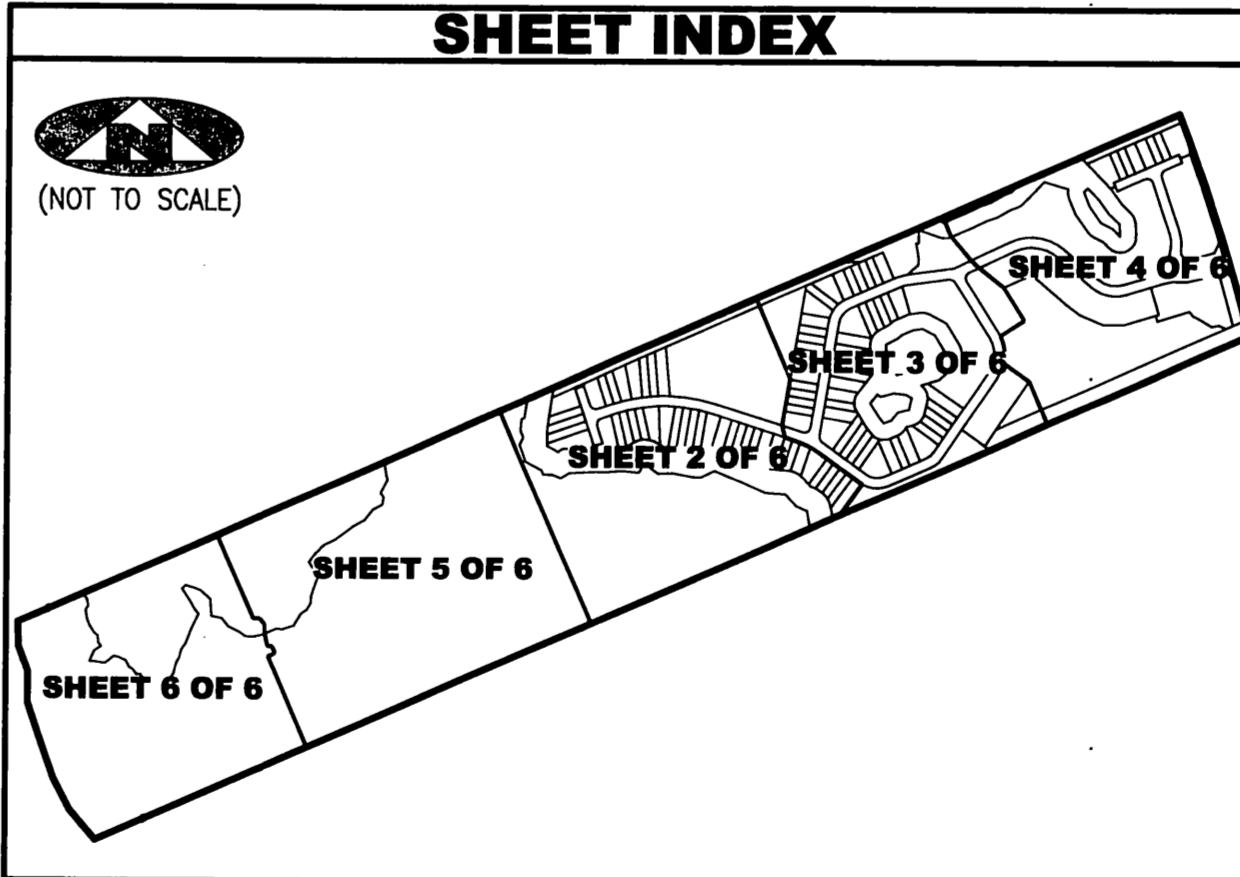 SHEET INDEX
N
(NOT TO SCALE)
SHEET 4 OF 6
SHEET 3 OF 6
SHEET 2 OF 6
SHEET 5 OF 6
SHEET 6 OF 6